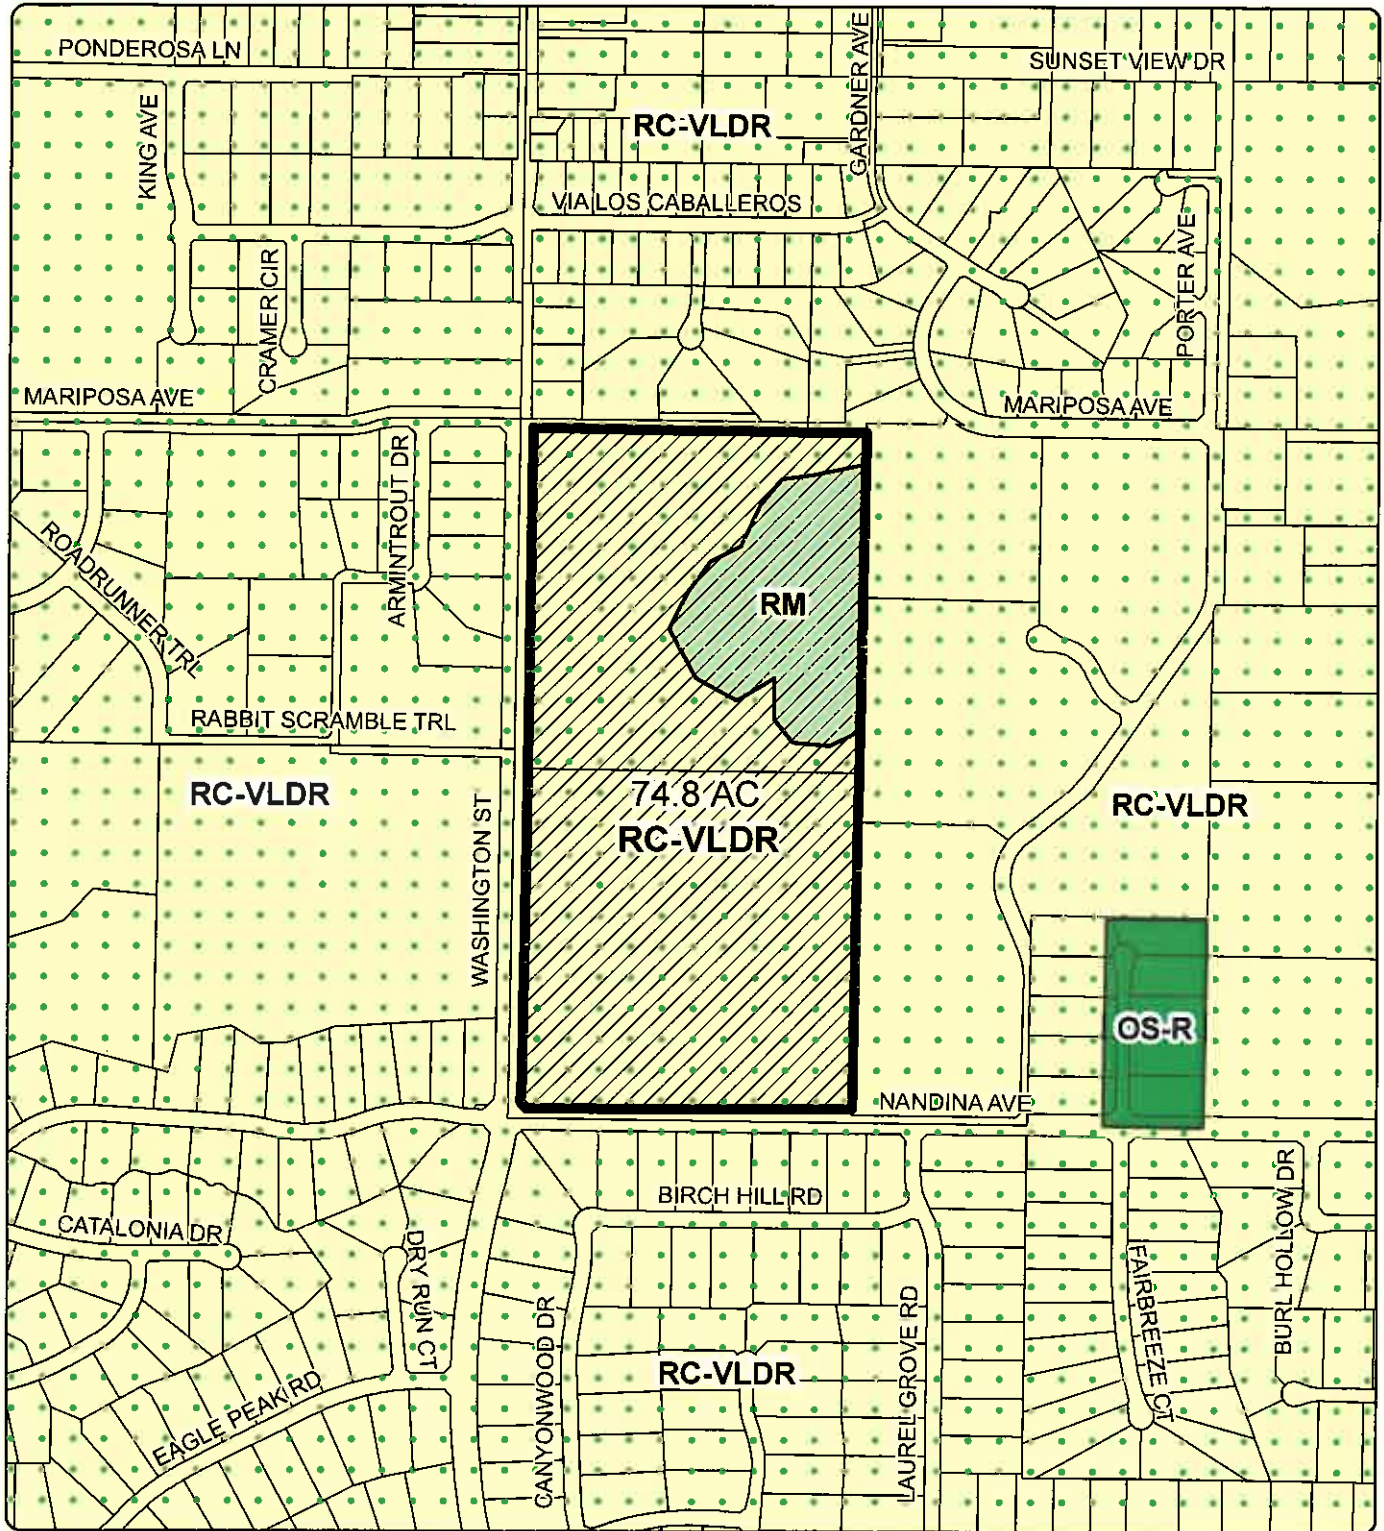 PONDEROSA LN
GARDNER AVE
SUNSET VIEW DR
KING AVE
RC-VLDR
VIA LOS CABALLEROS
PORTER AVE
CRAMER CIR
MARIPOSA AVE
MARIPOSA AVE
ARMINTROUT DR
ROADRUNNER TRL
RM
RABBIT SCRAMBLE TRL
RC-VLDR
74.8 AC
RC-VLDR
RC-VLDR
WASHINGTON ST
OS-R
NANDINA AVE
BIRCH HILL RD
CATALONIA DR
DRY RUN CT
BURL HOLLOW DR
FAIRBREEZE CT
CANYONWOOD DR
LAURELGROVE RD
RC-VLDR
EAGLE PEAK RD